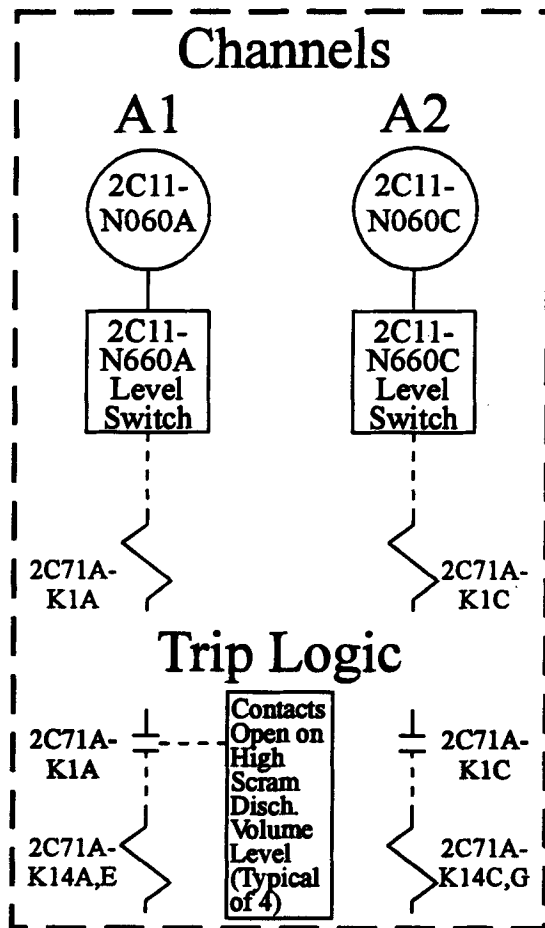 Channels
A1
A2
2C11-
N060A
2C11-
N060C
2C11-
N660A
Level
Switch
2C11-
N660C
Level
Switch
2C71A-
K1A
2C71A-
K1C
Trip Logic
2C71A-
K1A
Contacts
Open on
High
Scram
Disch.
Volume
Level
(Typical
of 4)
2C71A-
K1C
2C71A-
K14A,E
2C71A-
K14C,G